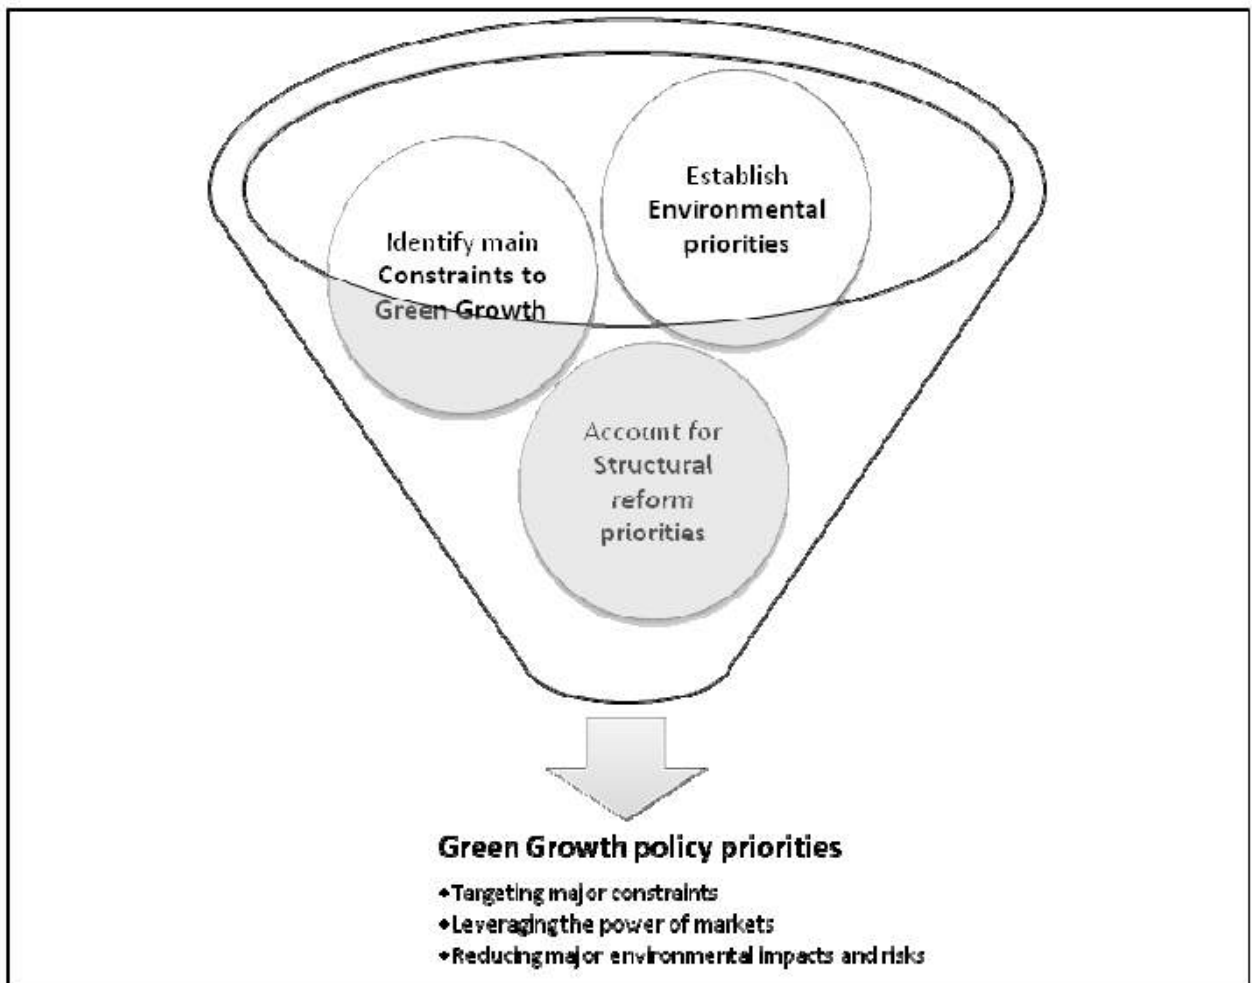 Establish
Environmental
priorities
Identify main
Constraints to
Green Growth
Account for
Structural
reform
priorities
Green Growth policy priorities
•Targeting major constraints
•Leveraging the power of markets
•Reducing major environmental impacts and risks